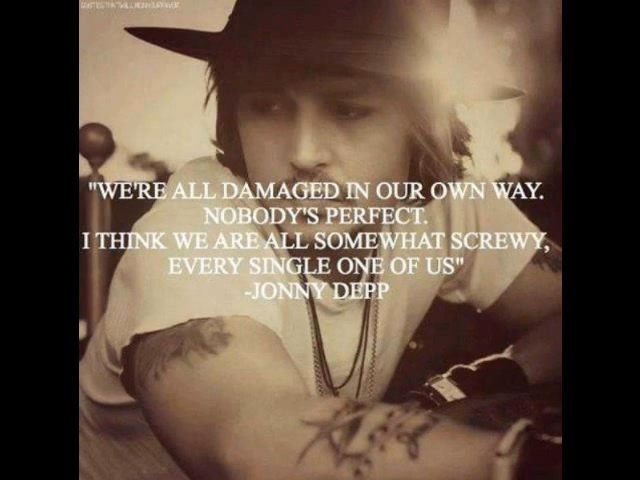 "WE'RE ALL DAMAGED IN OUR OWN WAY.
NOBODY'S PERFECT.
I THINK WE ARE ALL SOMEWHAT SCREWY,
EVERY SINGLE ONE OF US"
-JONNY DEPP